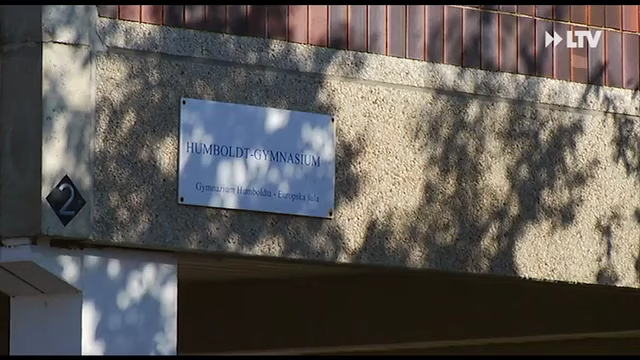 LTV
HUMBOLDT-GYMNASIUM
Gymnazium Humboldta - Europska šula
2